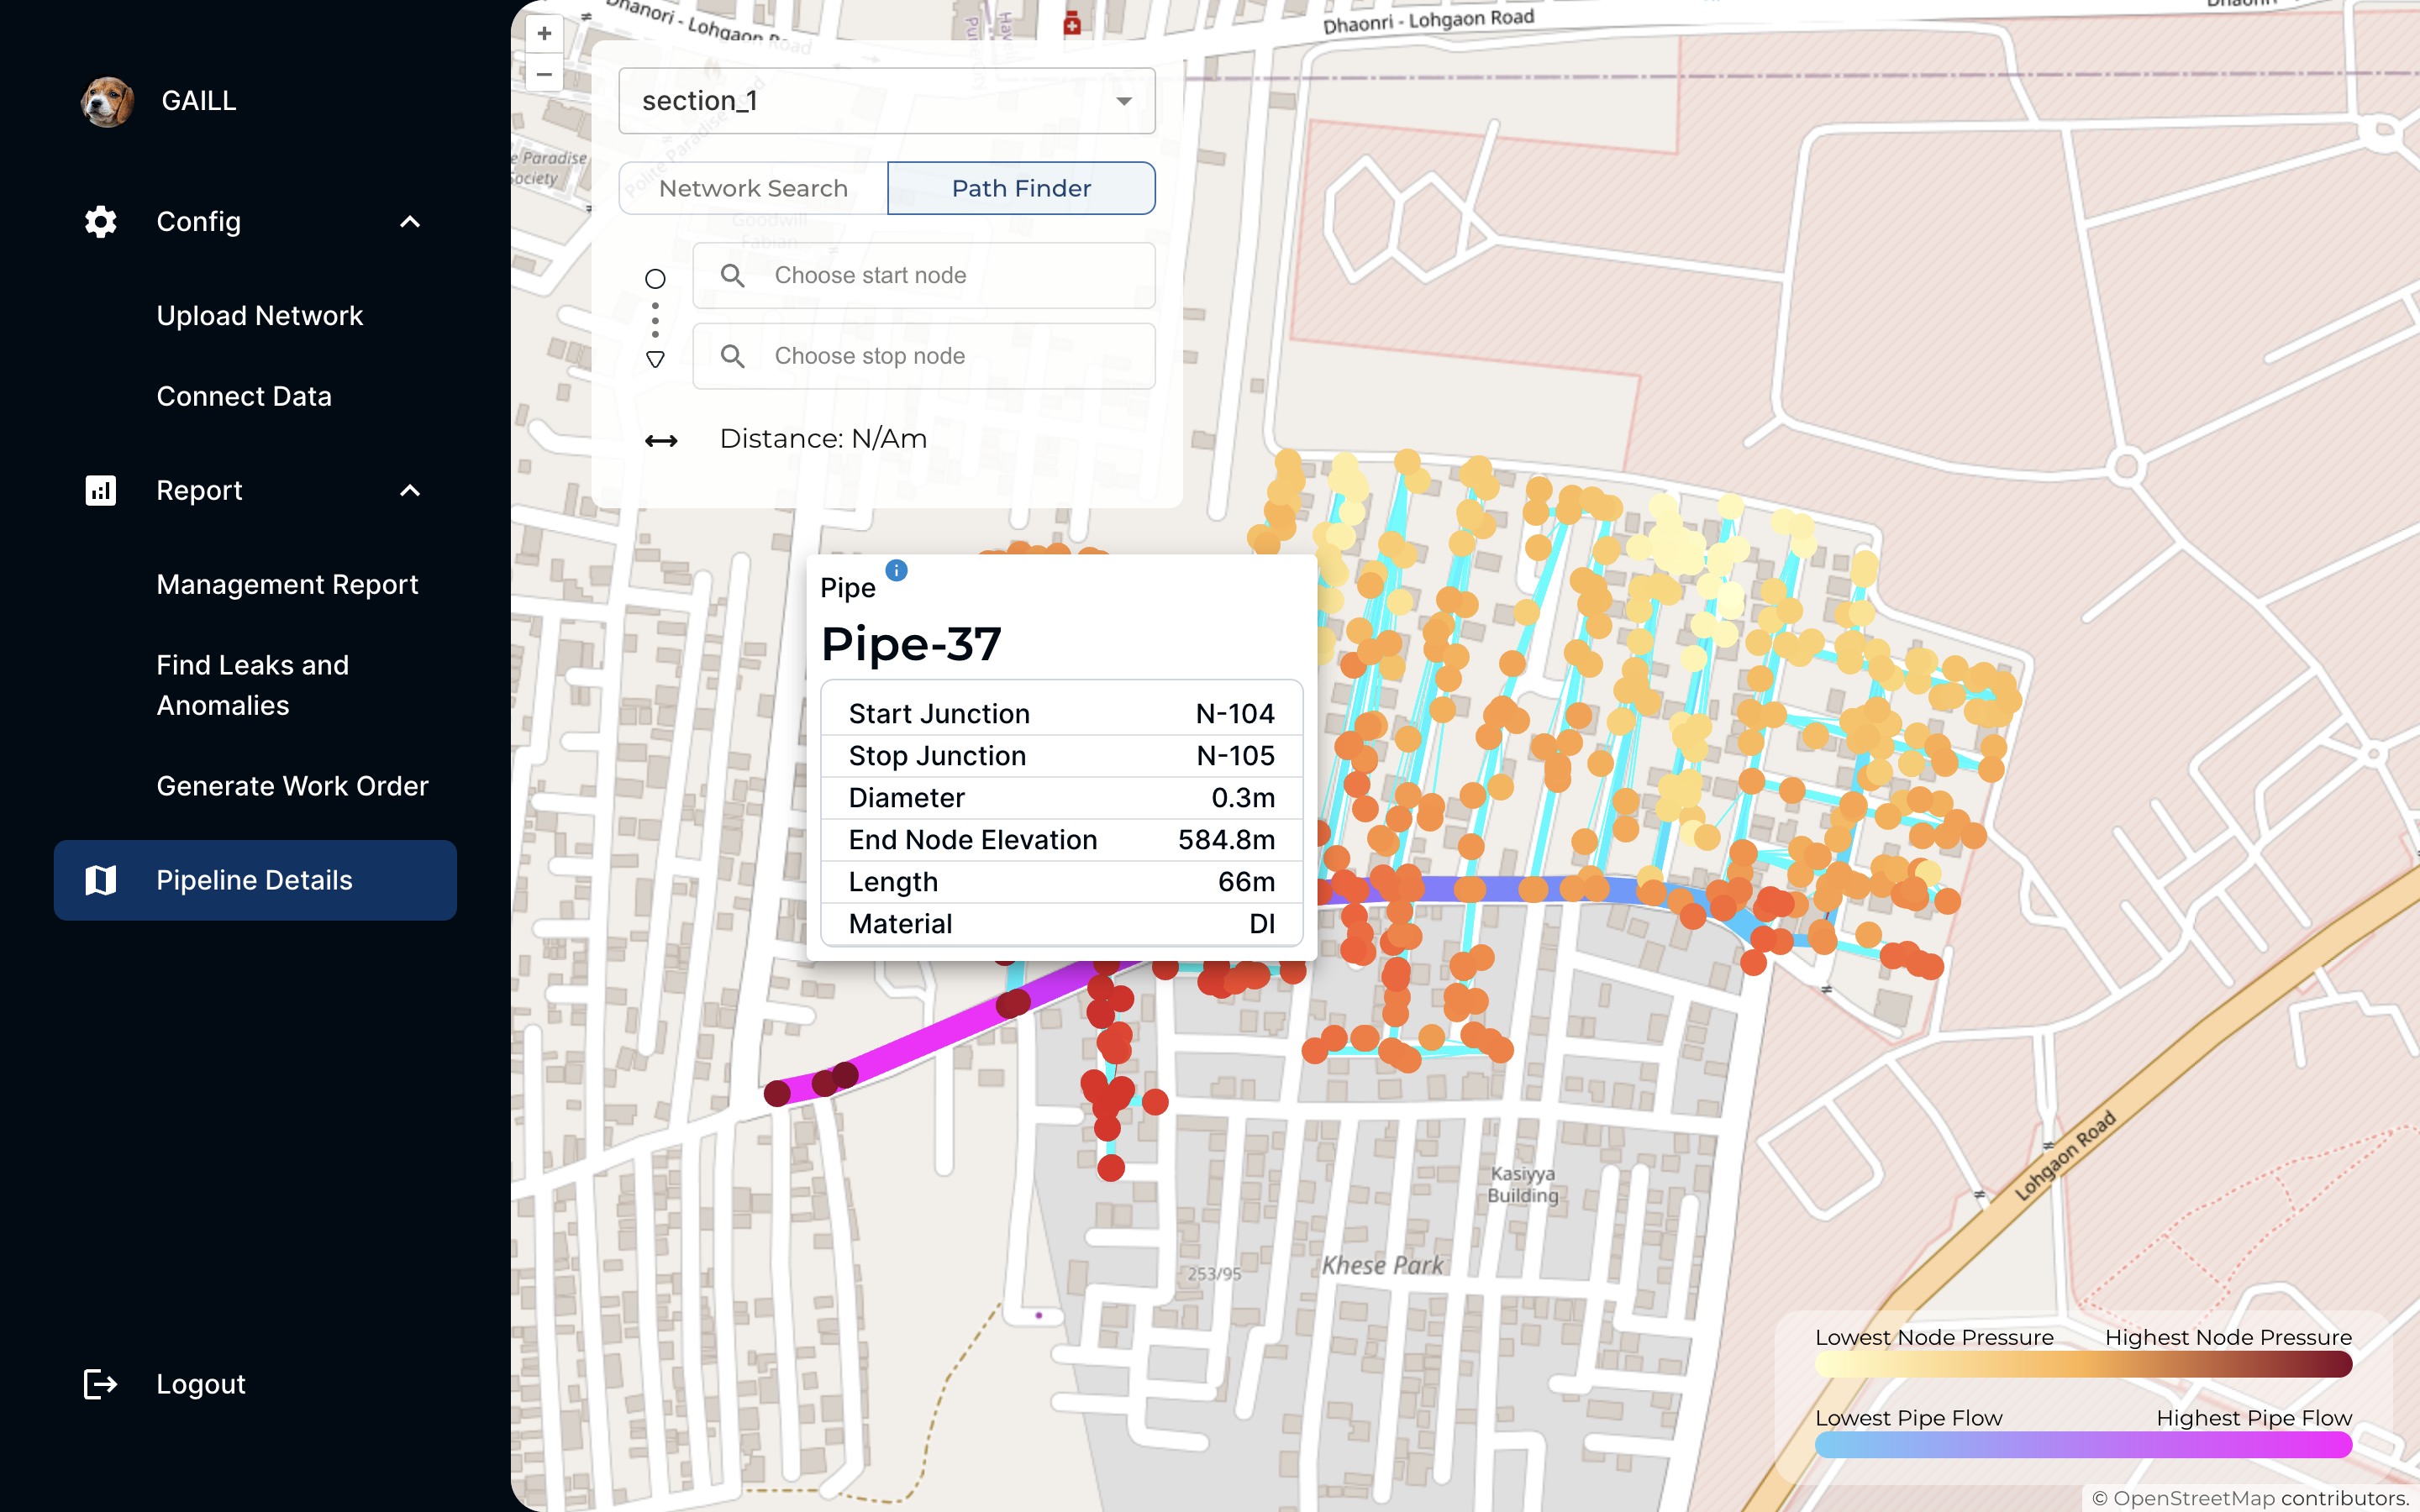 GAILL
Config
Upload Network
Connect Data
Report
Management Report
Find Leaks and
Anomalies
Generate Work Order
Pipeline Details
Logout
+
−
Dhanori - Lohgaon Road
Dhaonri - Lohgaon Road
Dhaonri
e Paradise
Society
section_1
Network Search
Path Finder
Goodwill
Fabian
Choose start node
Choose stop node
Distance: N/Am
Pipe
Pipe-37
Start Junction N-104
Stop Junction N-105
Diameter 0.3m
End Node Elevation 584.8m
Length 66m
Material DI
Kasiyya
Building
Khese Park
253/95
Lohgaon Road
Lowest Node Pressure Highest Node Pressure
Lowest Pipe Flow Highest Pipe Flow
© OpenStreetMap contributors.